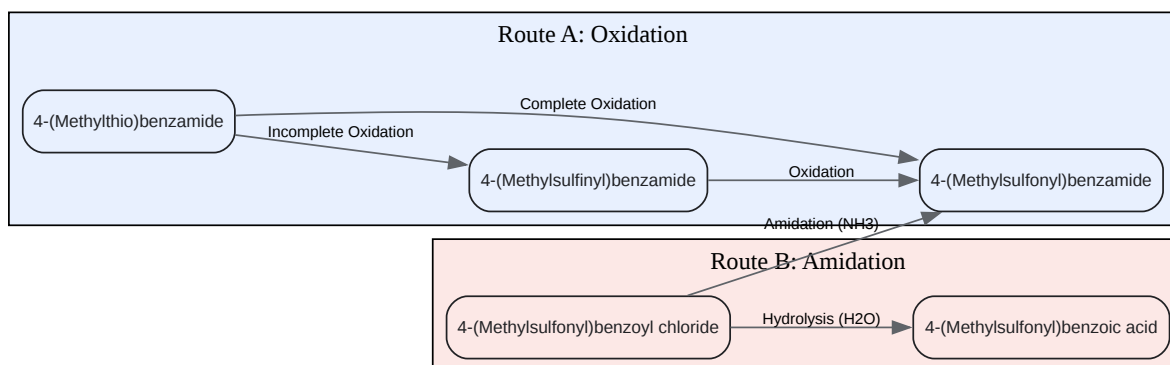 Route A: Oxidation
4-(Methylthio)benzamide
Complete Oxidation
Incomplete Oxidation
4-(Methylsulfinyl)benzamide
Oxidation
4-(Methylsulfonyl)benzamide
Amidation (NH3)
Route B: Amidation
4-(Methylsulfonyl)benzoyl chloride
Hydrolysis (H2O)
4-(Methylsulfonyl)benzoic acid